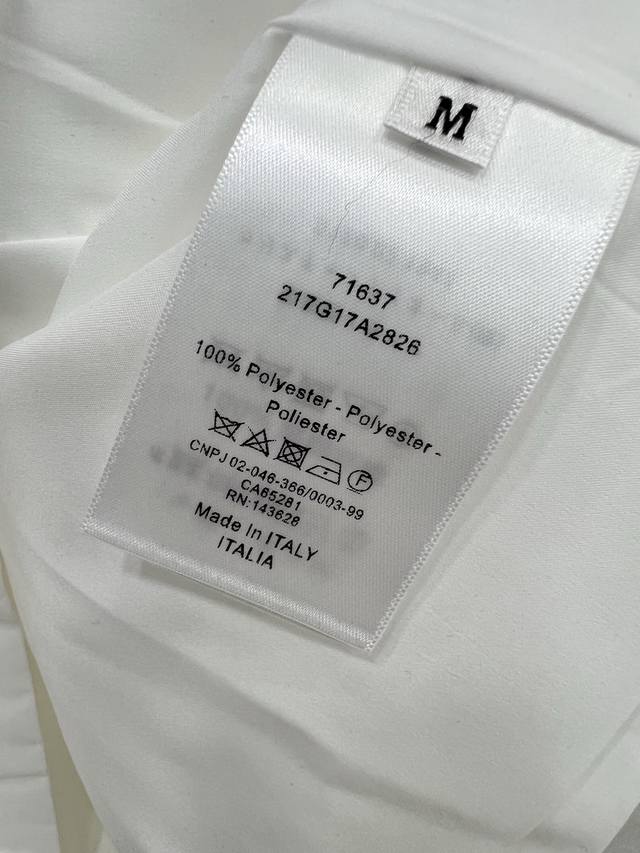 M
71637
217G17A2826
100% Polyester - Polyester -
Poliester
F
CNPJ 02-046-366/0003-99
CA65281
RN:143628
Made In ITALY
ITALIA